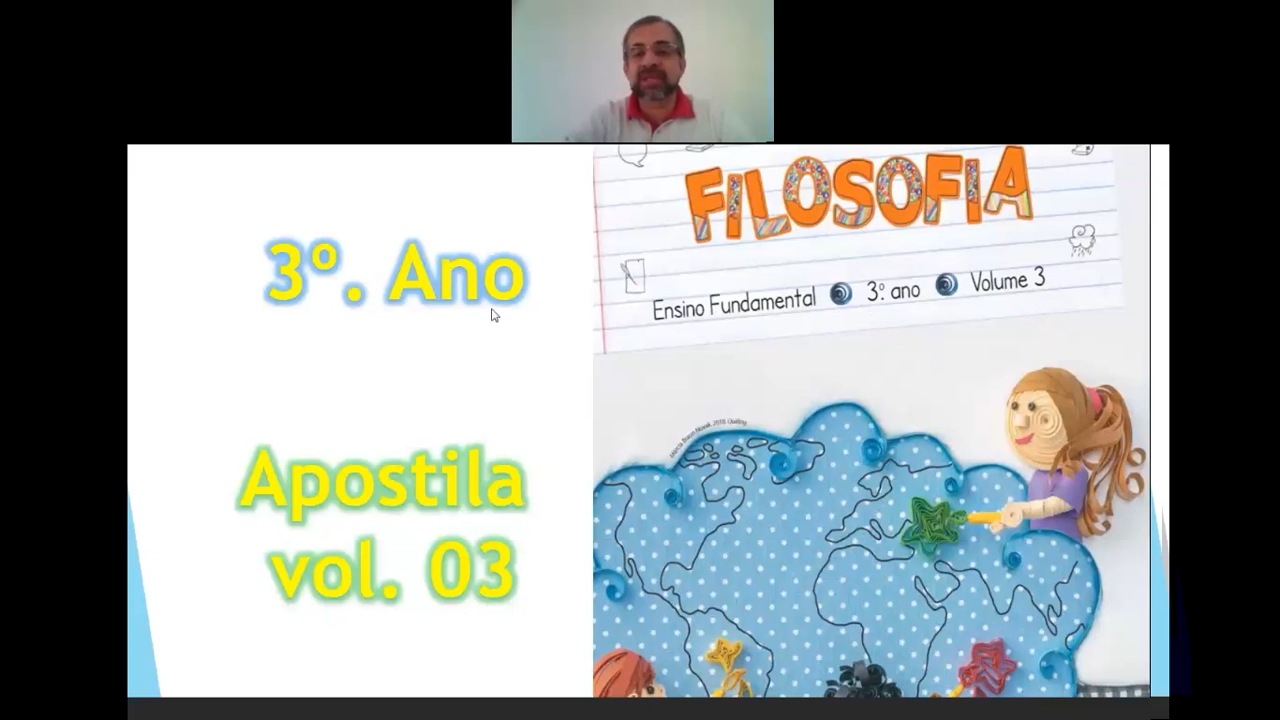 3º. Ano
Apostila
vol. 03
FILOSOFIA
Ensino Fundamental 3º. ano Volume 3